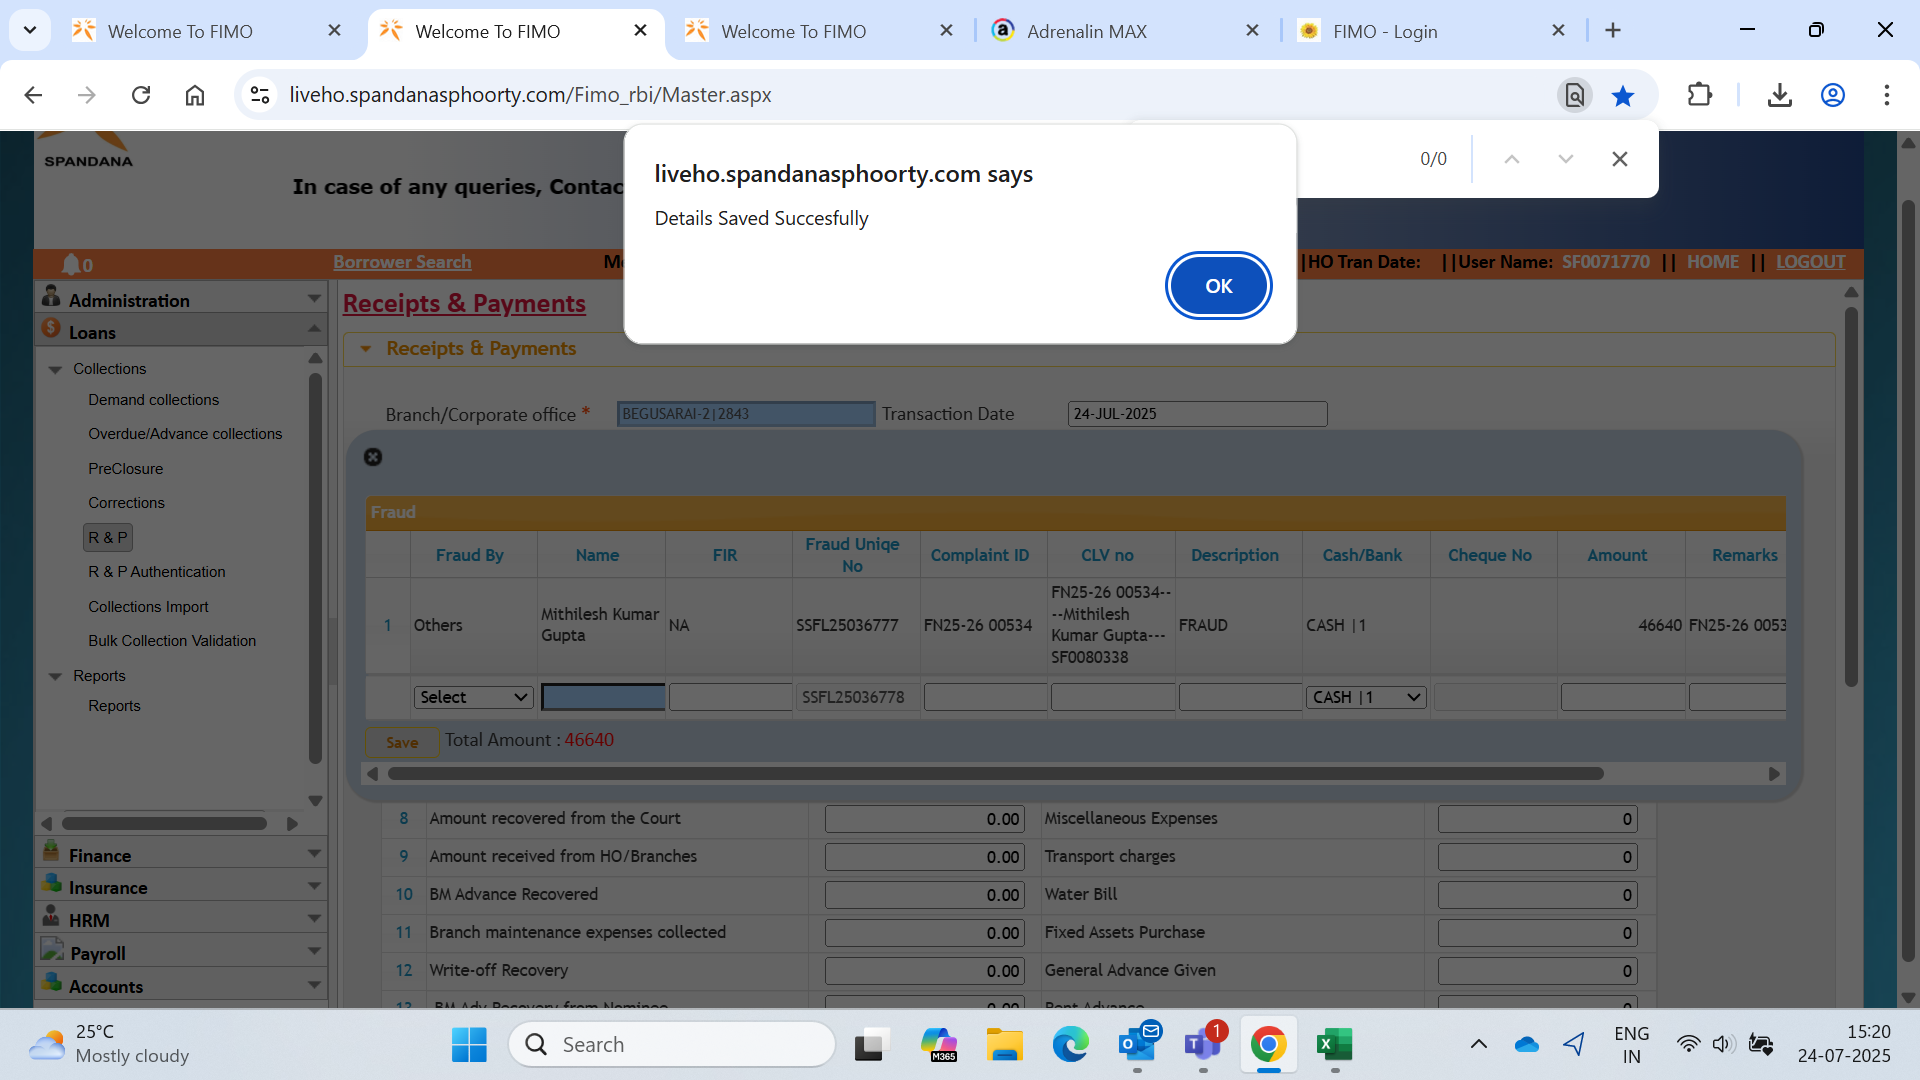 Welcome To FIMO
Welcome To FIMO
Welcome To FIMO
Adrenalin MAX
FIMO - Login
liveho.spandanasphoorty.com/Fimo_rbi/Master.aspx
0/0
liveho.spandanasphoorty.com says
Details Saved Succesfully
OK
SPANDANA
In case of any queries, Contac
0
Borrower Search
HO Tran Date: ||User Name: SF0071770 || HOME || LOGOUT
Administration
Loans
Collections
Demand collections
Overdue/Advance collections
PreClosure
Corrections
R & P
R & P Authentication
Collections Import
Bulk Collection Validation
Reports
Reports
Finance
Insurance
HRM
Payroll
Accounts
Receipts & Payments
Receipts & Payments
Branch/Corporate office * BEGUSARAI-2|2843 Transaction Date 24-JUL-2025
Fraud
Fraud By Name FIR Fraud Uniqe No Complaint ID CLV no Description Cash/Bank Cheque No Amount Remarks
1 Others Mithilesh Kumar Gupta NA SSFL25036777 FN25-26 00534 FN25-26 00534----Mithilesh Kumar Gupta---SF0080338 FRAUD CASH |1 46640 FN25-26 0053
Select SSFL25036778 CASH |1
Save Total Amount : 46640
8 Amount recovered from the Court 0.00 Miscellaneous Expenses 0
9 Amount received from HO/Branches 0.00 Transport charges 0
10 BM Advance Recovered 0.00 Water Bill 0
11 Branch maintenance expenses collected 0.00 Fixed Assets Purchase 0
12 Write-off Recovery 0.00 General Advance Given 0
25°C
Mostly cloudy
Search
M365
1
ENG
IN
15:20
24-07-2025